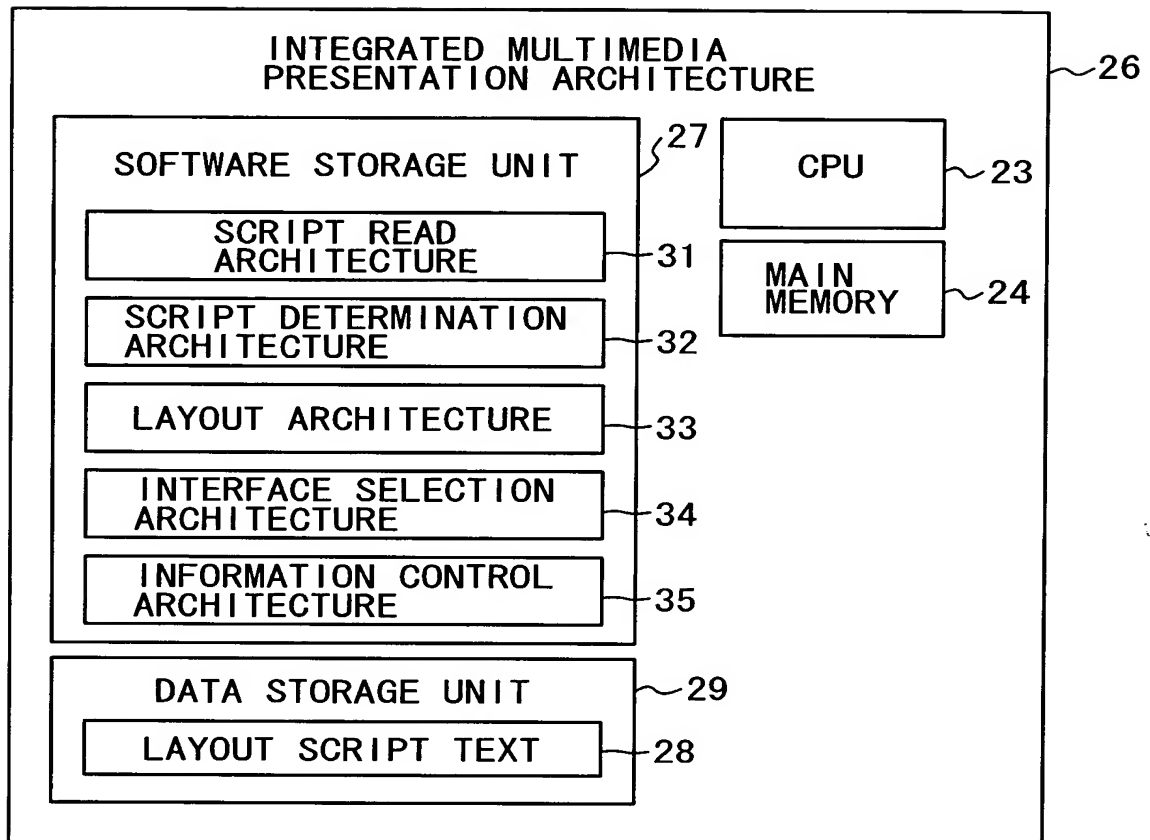 INTEGRATED MULTIMEDIA
PRESENTATION ARCHITECTURE
26
SOFTWARE STORAGE UNIT
27
SCRIPT READ
ARCHITECTURE
31
SCRIPT DETERMINATION
ARCHITECTURE
32
LAYOUT ARCHITECTURE
33
INTERFACE SELECTION
ARCHITECTURE
34
INFORMATION CONTROL
ARCHITECTURE
35
CPU
23
MAIN
MEMORY
24
DATA STORAGE UNIT
29
LAYOUT SCRIPT TEXT
28